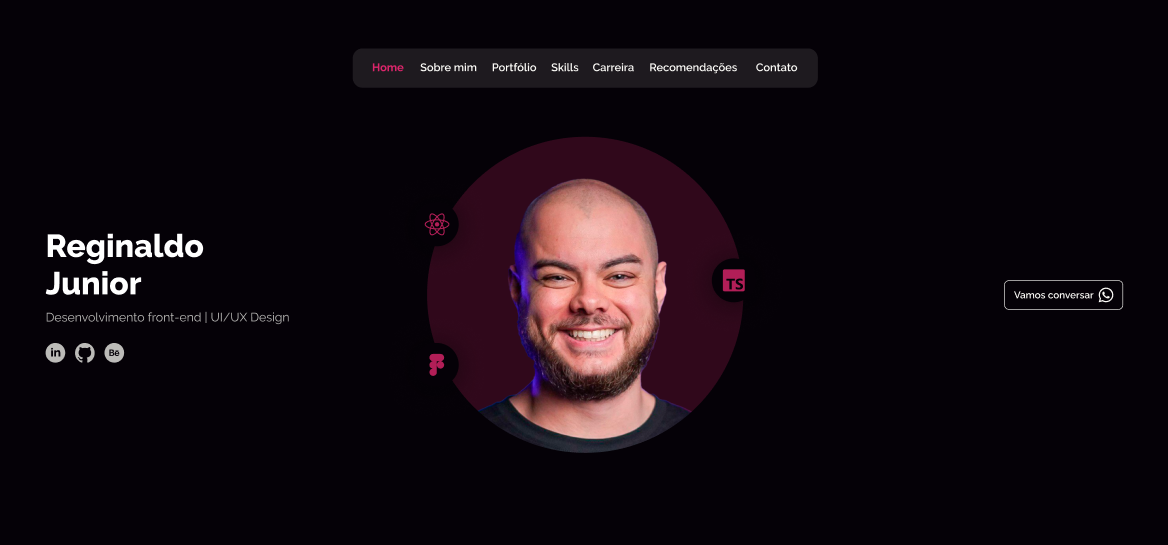 Home Sobre mim Portfólio Skills Carreira Recomendações Contato
Reginaldo
Junior
Desenvolvimento front-end | UI/UX Design
in Bē
TS
Vamos conversar